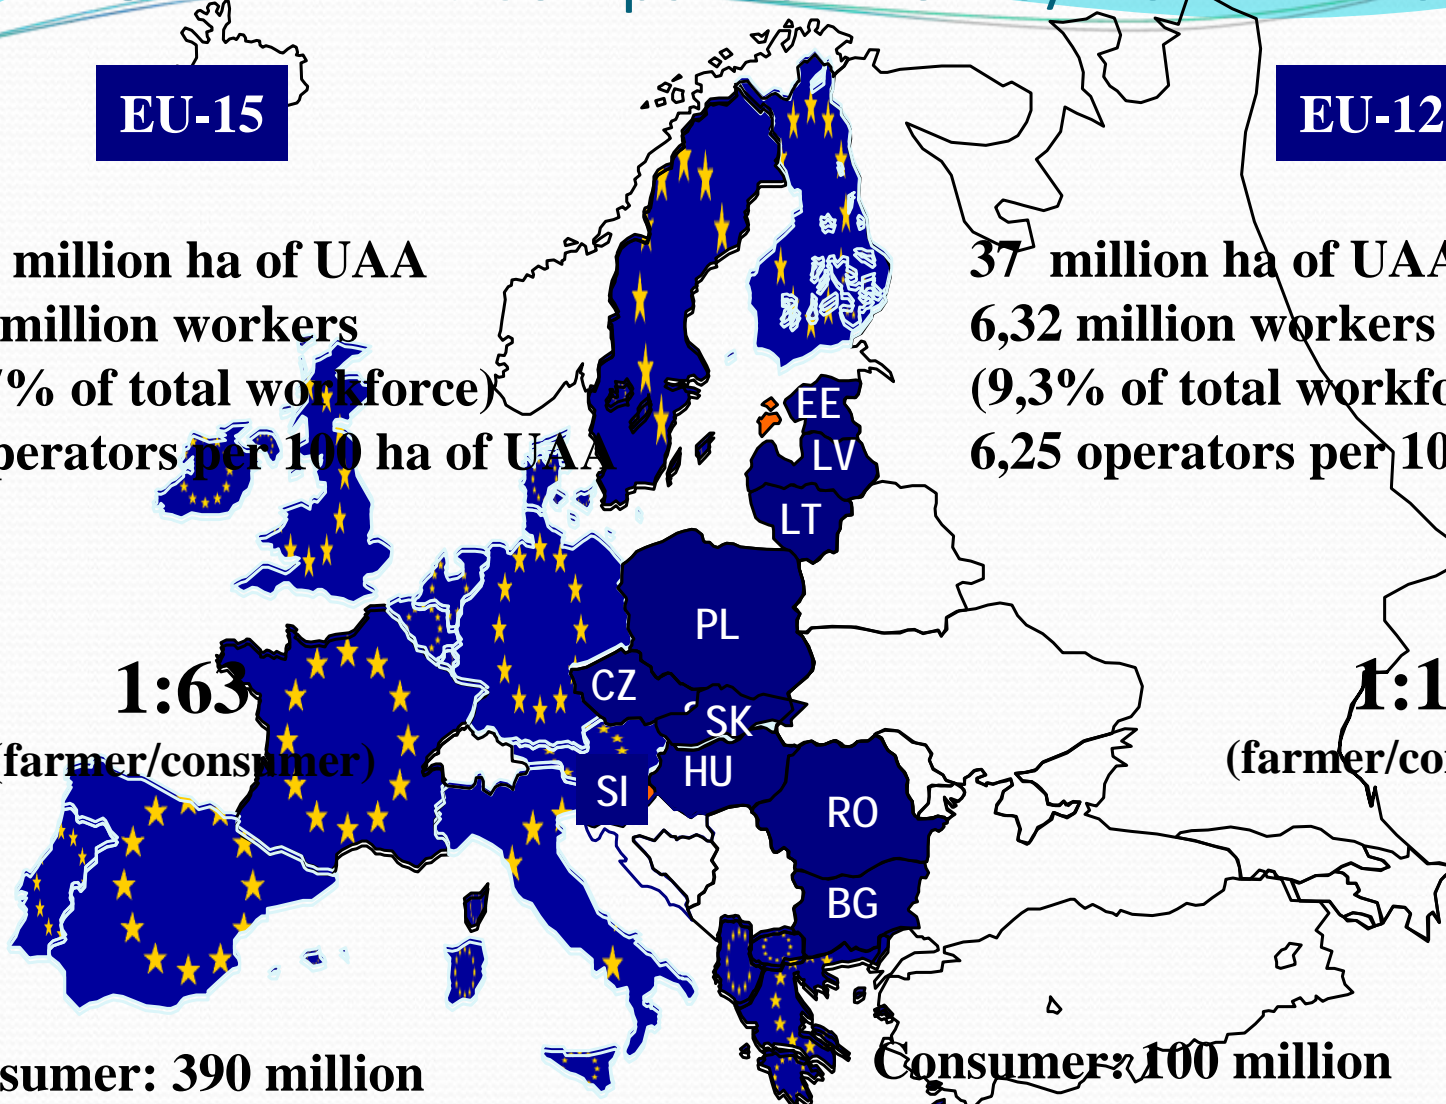 EU-15
EU-12
million ha of UAA
million workers
% of total workforce)
perators per 100 ha of UAA
37 million ha of UAA
6,32 million workers
(9,3% of total workfo
6,25 operators per 10
EE
LV
LT
PL
CZ
SK
HU
SI
RO
BG
1:63
(farmer/consumer)
1:1
(farmer/co
sumer: 390 million
Consumer: 100 million